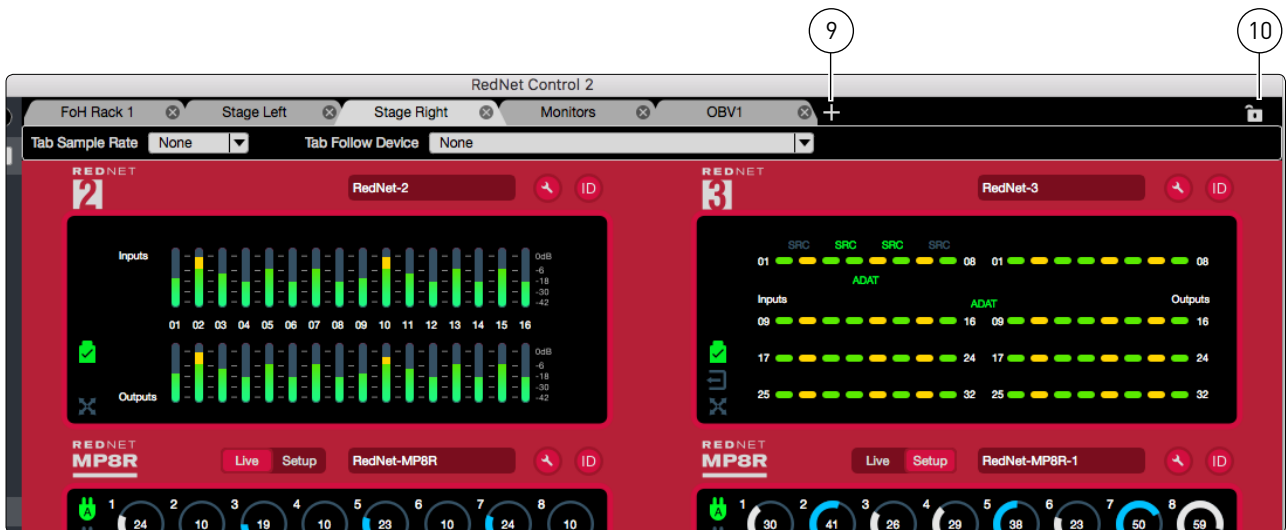 9 10
RedNet Control 2
FoH Rack 1 Stage Left Stage Right Monitors OBV1
Tab Sample Rate None Tab Follow Device None
REDNET
2 RedNet-2 ID
REDNET
3 RedNet-3 ID
Inputs
0dB
-6
-18
-30
-42
01 02 03 04 05 06 07 08 09 10 11 12 13 14 15 16
0dB
-6
-18
-30
-42
Outputs
SRC SRC SRC SRC
01 08 01 08
ADAT
Inputs ADAT Outputs
09 16 09 16
17 24 17 24
25 32 25 32
REDNET
MP8R Live Setup RedNet-MP8R ID
REDNET
MP8R Live Setup RedNet-MP8R-1 ID
A 1 2 3 4 5 6 7 8
24 10 19 10 23 10 24 10
A 1 2 3 4 5 6 7 8
30 41 26 29 38 23 50 59